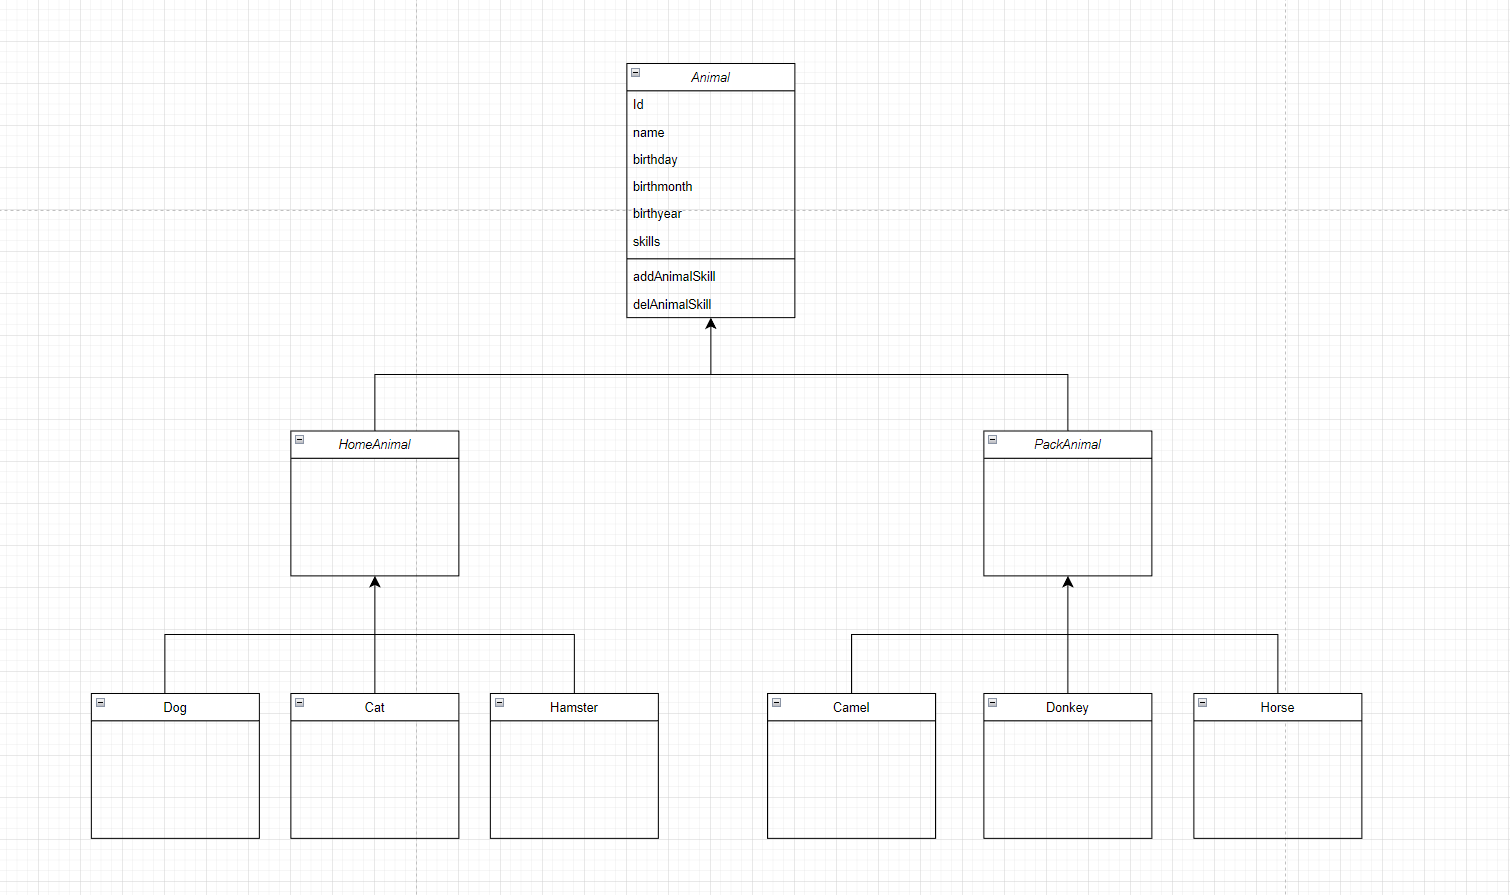 Animal
Id
name
birthday
birthmonth
birthyear
skills
addAnimalSkill
delAnimalSkill
HomeAnimal
PackAnimal
Dog
Cat
Hamster
Camel
Donkey
Horse